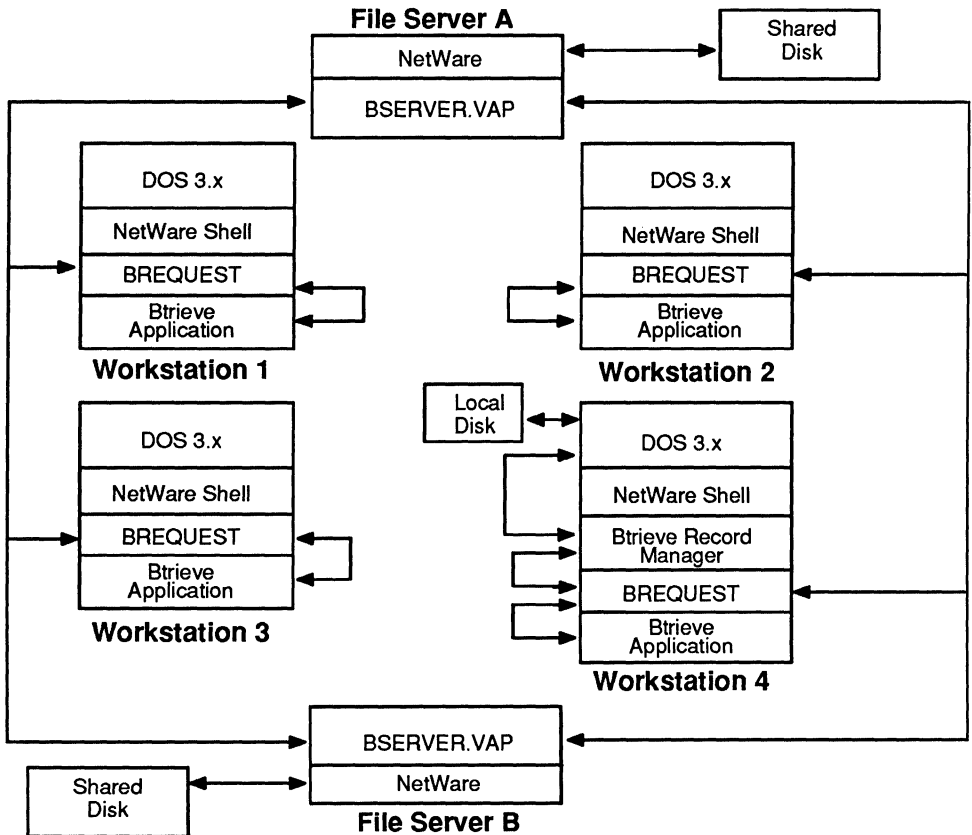 File Server A
NetWare
BSERVER.VAP
Shared
Disk
DOS 3.x
NetWare Shell
BREQUEST
Btrieve
Application
Workstation 1
DOS 3.x
NetWare Shell
BREQUEST
Btrieve
Application
Workstation 2
DOS 3.x
NetWare Shell
BREQUEST
Btrieve
Application
Workstation 3
Local
Disk
DOS 3.x
NetWare Shell
Btrieve Record
Manager
BREQUEST
Btrieve
Application
Workstation 4
BSERVER.VAP
NetWare
File Server B
Shared
Disk